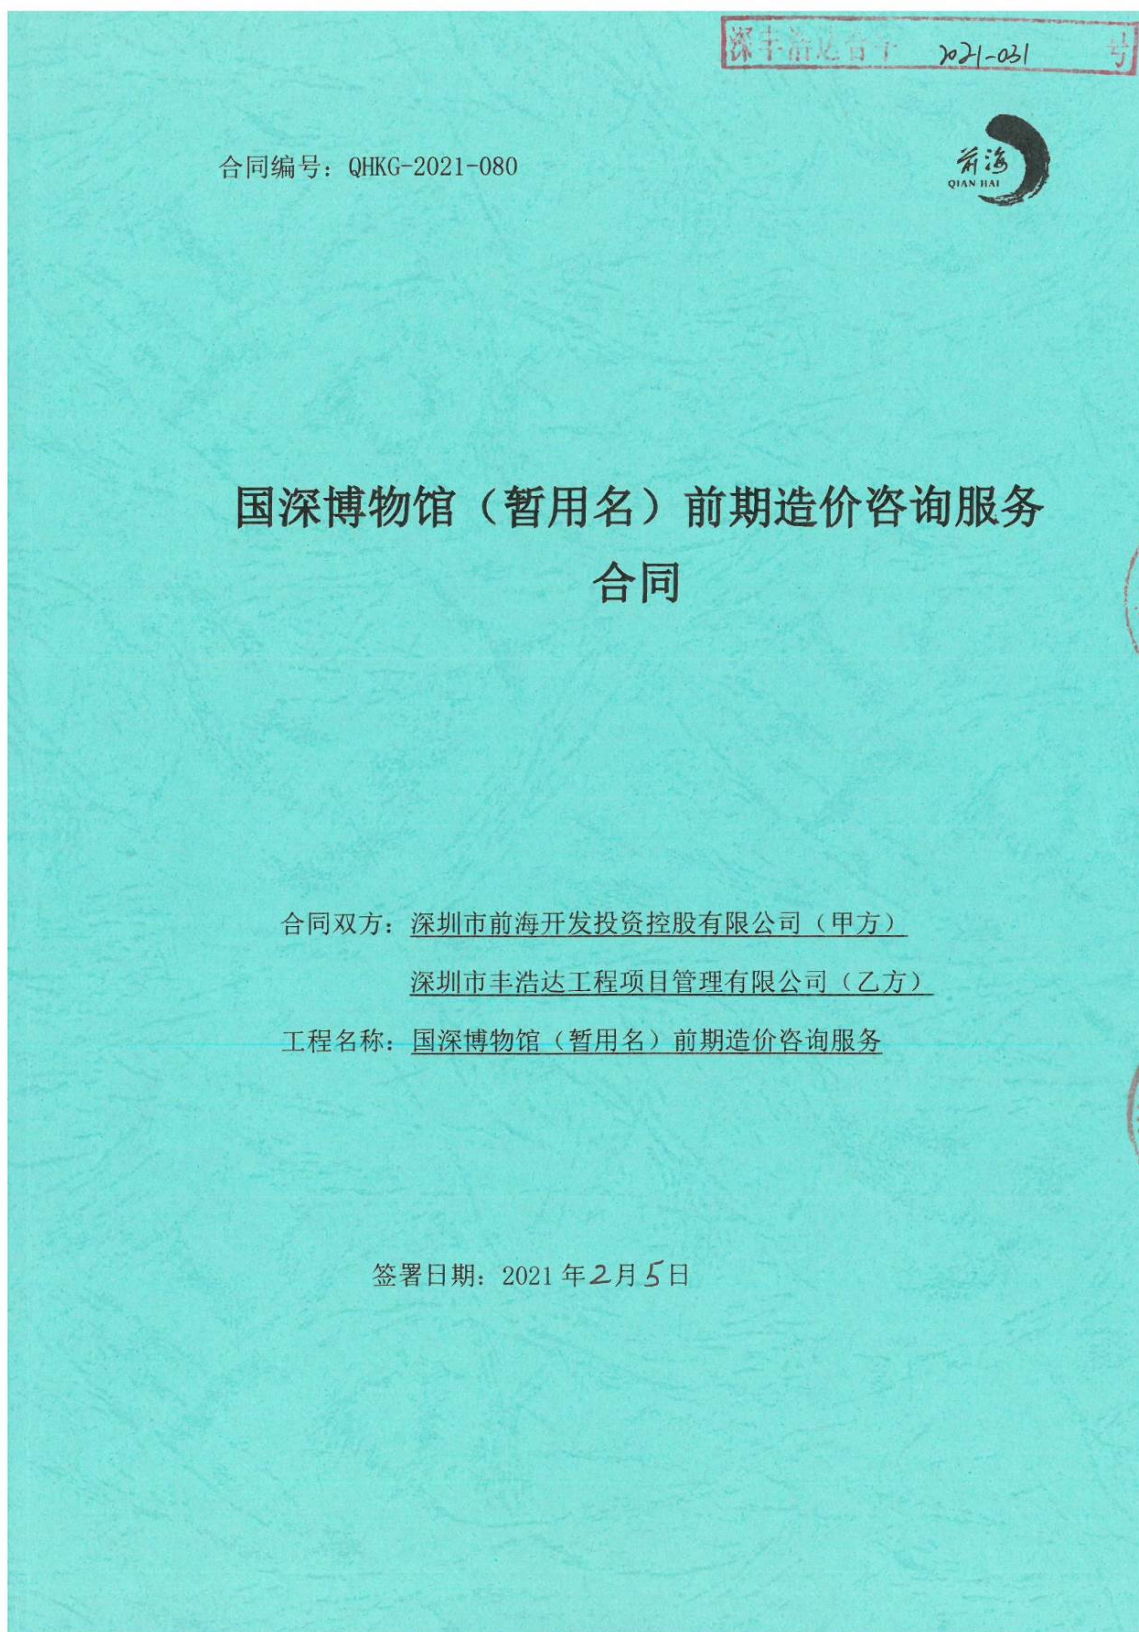 深丰浩达合字 2021-031 号
合同编号：QHKG-2021-080
前海
QIAN HAI
国深博物馆（暂用名）前期造价咨询服务
合同
合同双方：深圳市前海开发投资控股有限公司（甲方）
深圳市丰浩达工程项目管理有限公司（乙方）
工程名称：国深博物馆（暂用名）前期造价咨询服务
签署日期：2021年2月5日